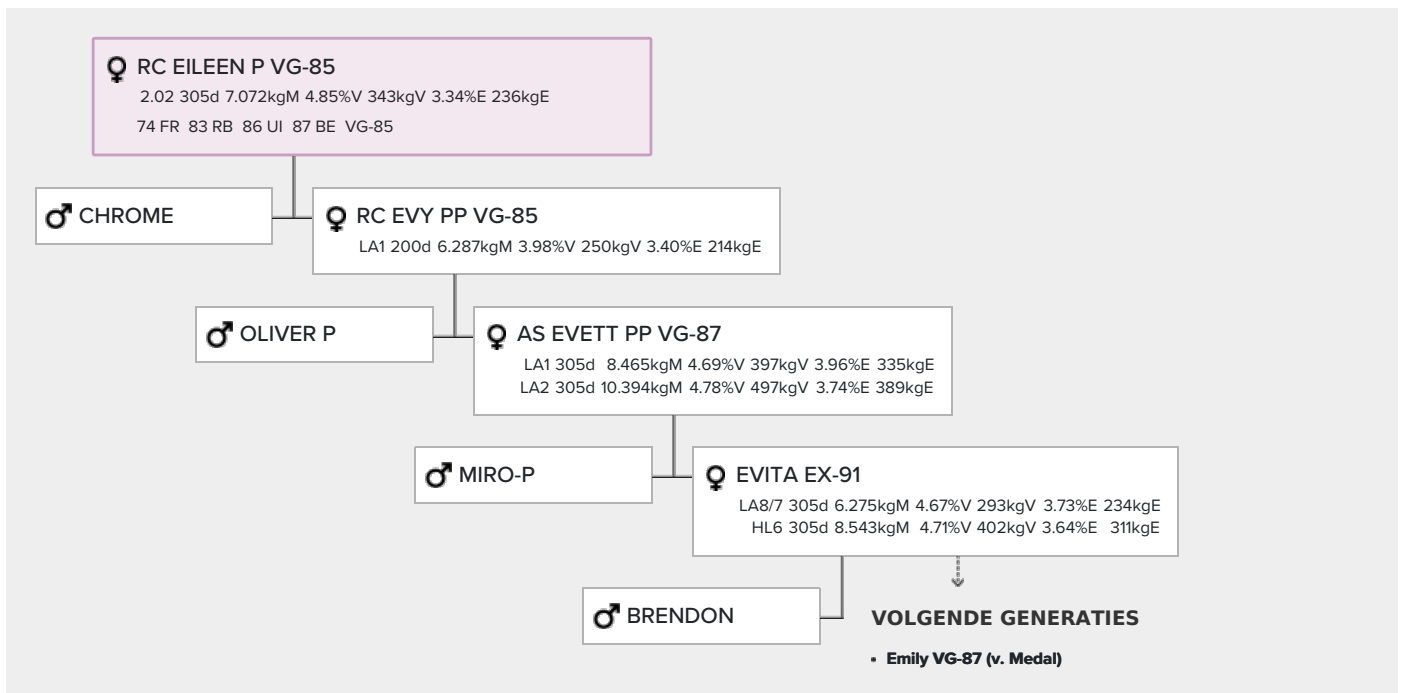 RC EILEEN P VG-85
2.02 305d 7.072kgM 4.85%V 343kgV 3.34%E 236kgE
74 FR 83 RB 86 UI 87 BE VG-85
CHROME
RC EVY PP VG-85
LA1 200d 6.287kgM 3.98%V 250kgV 3.40%E 214kgE
OLIVER P
AS EVETT PP VG-87
LA1 305d 8.465kgM 4.69%V 397kgV 3.96%E 335kgE
LA2 305d 10.394kgM 4.78%V 497kgV 3.74%E 389kgE
MIRO-P
EVITA EX-91
LA8/7 305d 6.275kgM 4.67%V 293kgV 3.73%E 234kgE
HL6 305d 8.543kgM 4.71%V 402kgV 3.64%E 311kgE
BRENDON
VOLGENDE GENERATIES
• Emily VG-87 (v. Medal)